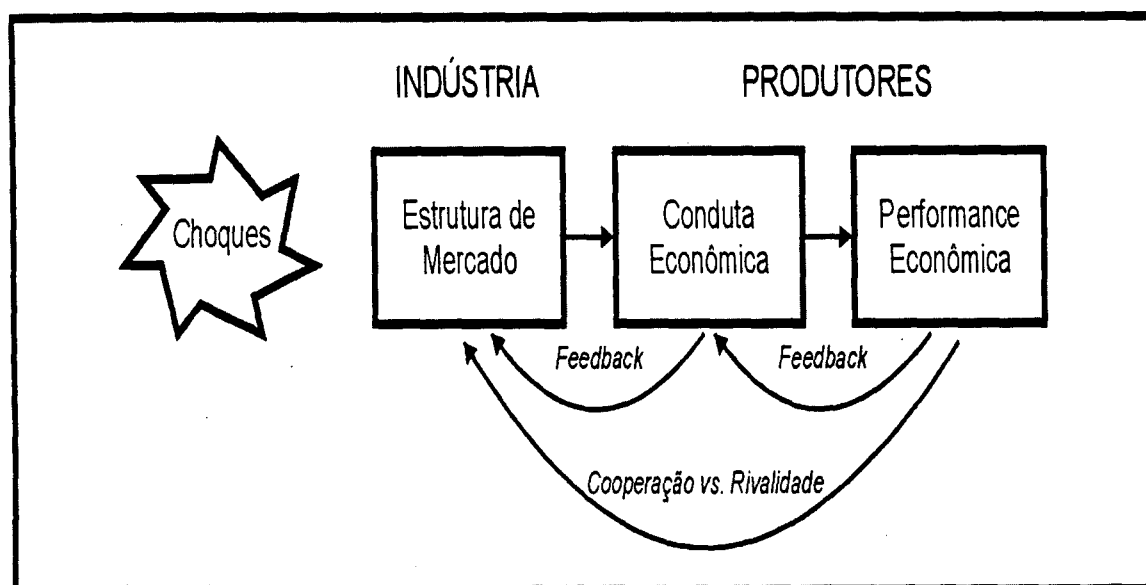 INDÚSTRIA
PRODUTORES
Choques
Estrutura de
Mercado
Conduta
Econômica
Performance
Econômica
Feedback
Feedback
Cooperação vs. Rivalidade